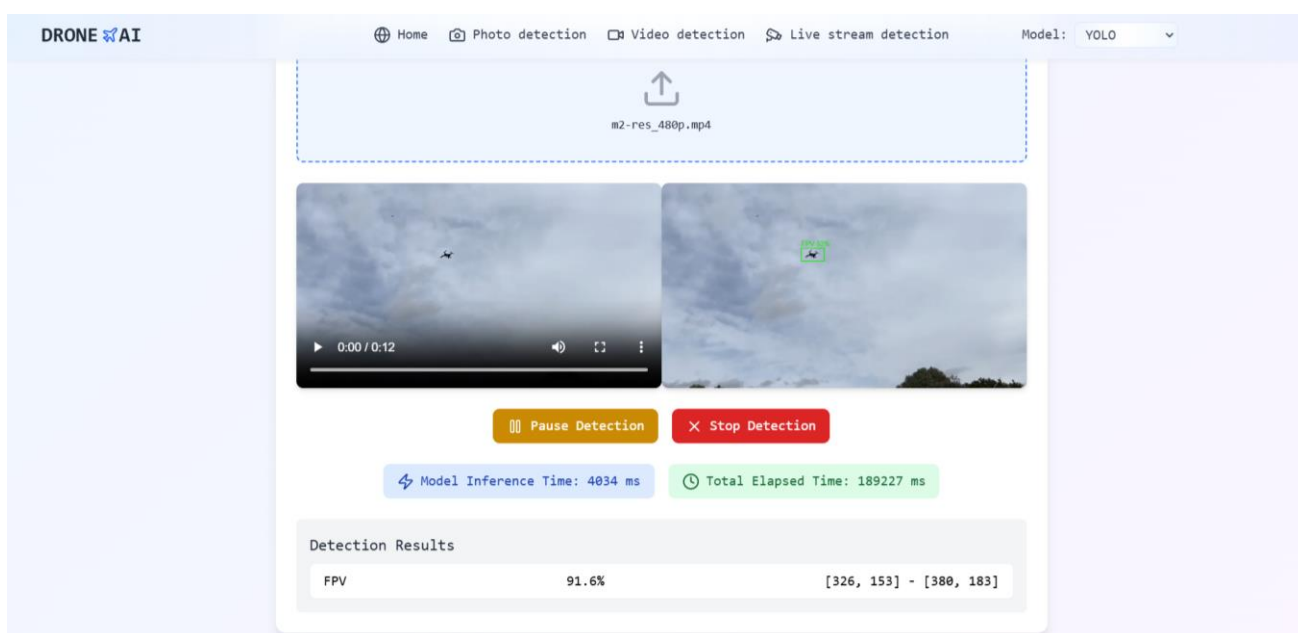 DRONE AI
Home Photo detection Video detection Live stream detection Model: YOLO
m2-res_480p.mp4
FPV
0:00 / 0:12
Pause Detection Stop Detection
Model Inference Time: 4034 ms Total Elapsed Time: 189227 ms
Detection Results
FPV 91.6% [326, 153] - [380, 183]